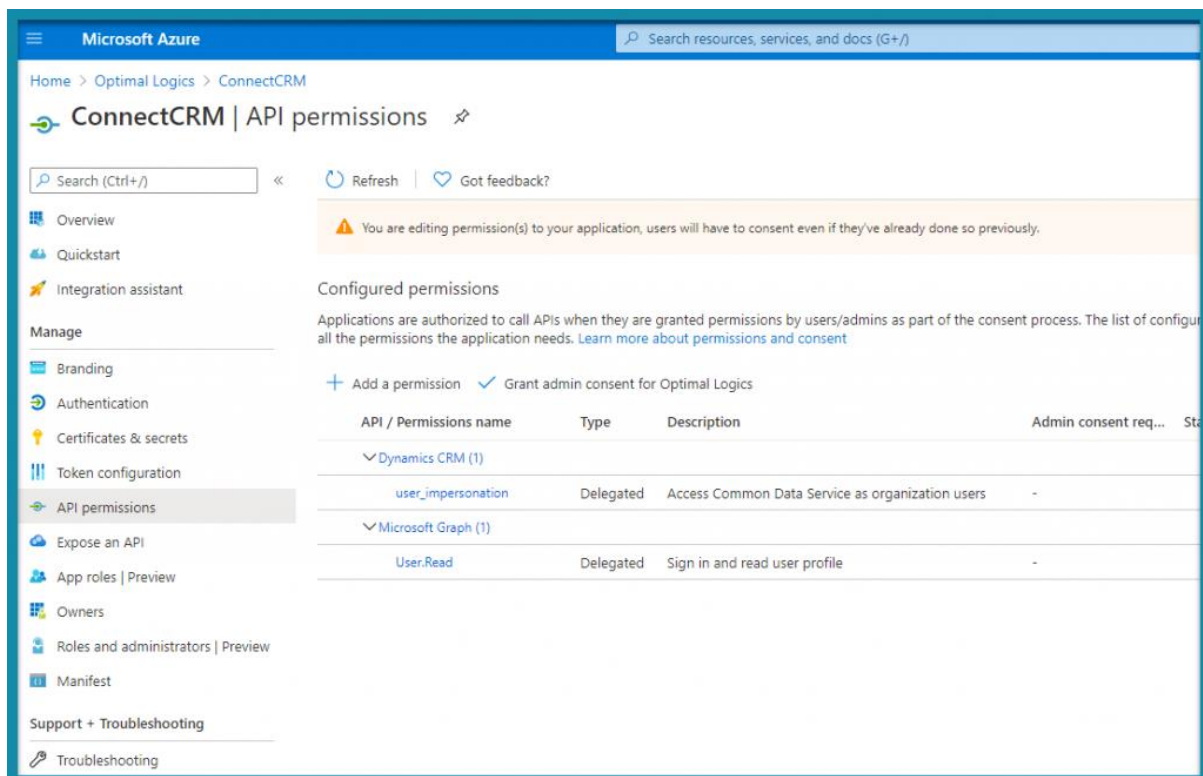 Microsoft Azure
Search resources, services, and docs (G+/)
Home > Optimal Logics > ConnectCRM
ConnectCRM | API permissions
Search (Ctrl+/)
«
Refresh
Got feedback?
Overview
Quickstart
Integration assistant
Manage
Branding
Authentication
Certificates & secrets
Token configuration
API permissions
Expose an API
App roles | Preview
Owners
Roles and administrators | Preview
Manifest
Support + Troubleshooting
Troubleshooting
You are editing permission(s) to your application, users will have to consent even if they've already done so previously.
Configured permissions
Applications are authorized to call APIs when they are granted permissions by users/admins as part of the consent process. The list of configur
all the permissions the application needs. Learn more about permissions and consent
Add a permission Grant admin consent for Optimal Logics
API / Permissions name Type Description Admin consent req... Sta
Dynamics CRM (1)
user_impersonation Delegated Access Common Data Service as organization users -
Microsoft Graph (1)
User.Read Delegated Sign in and read user profile -